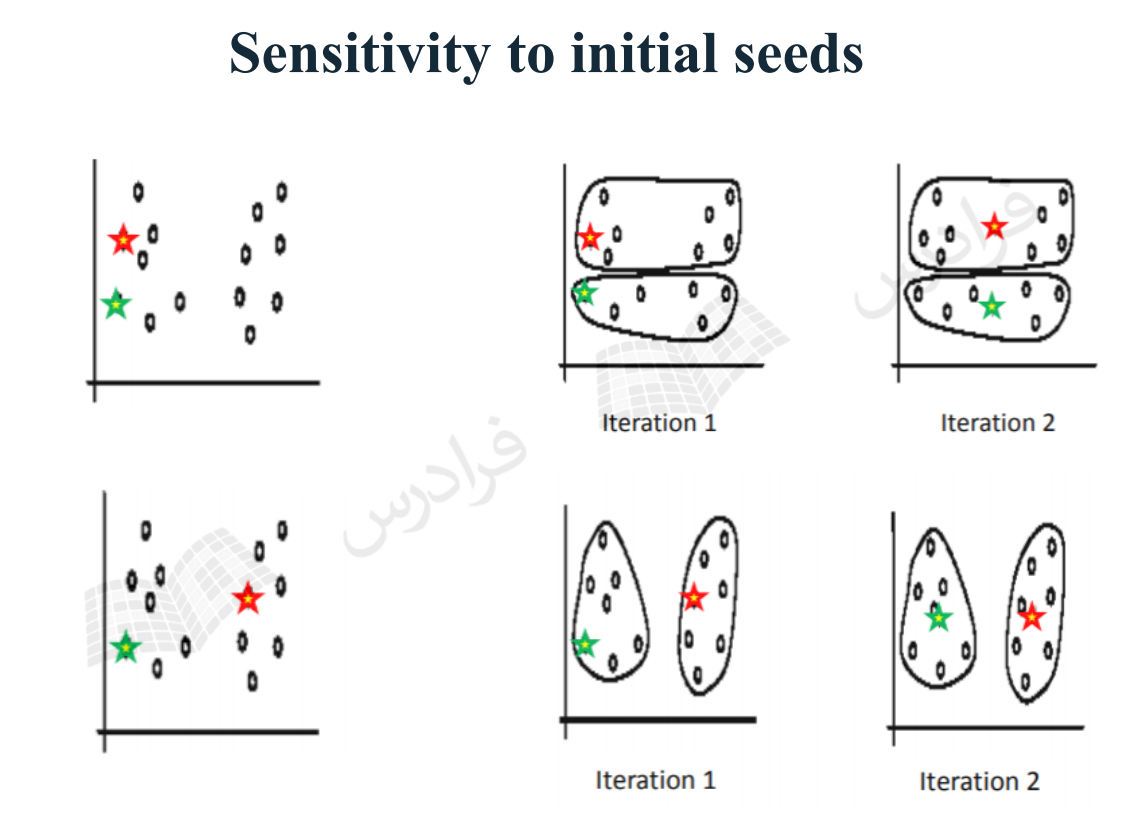 Sensitivity to initial seeds
فرادرس
Iteration 1
Iteration 2
فرادرس
Iteration 1
Iteration 2